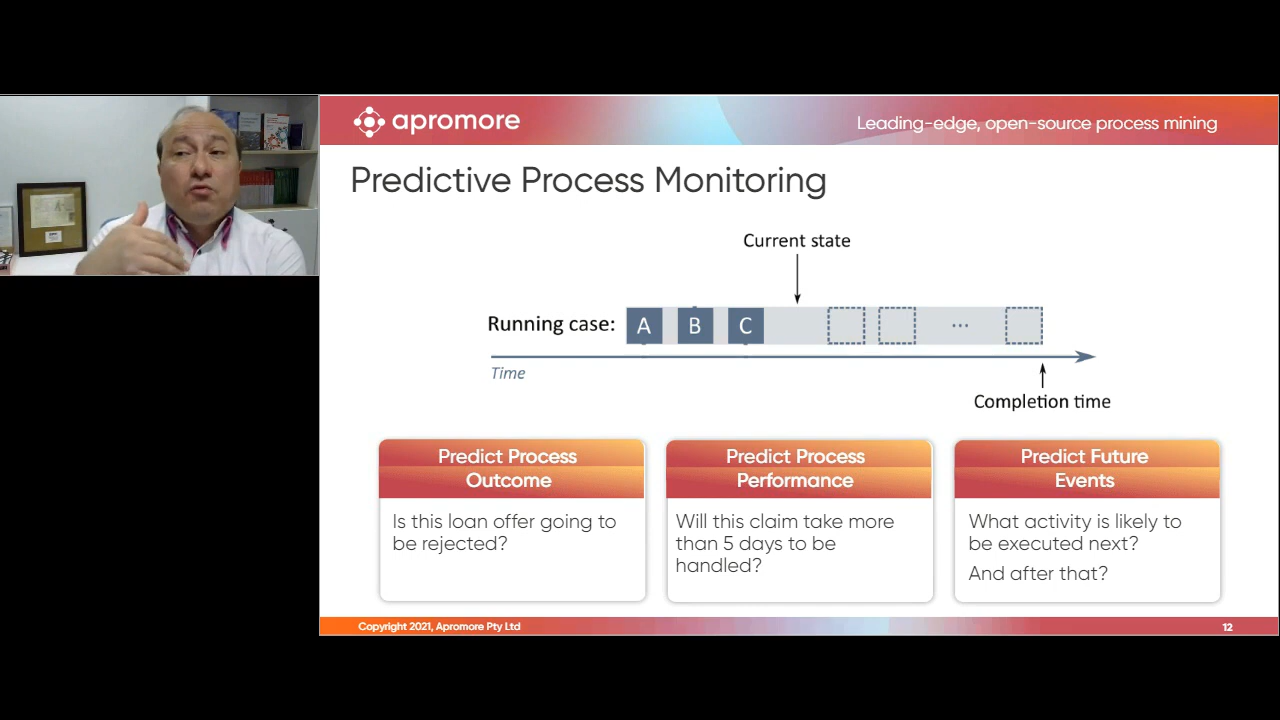 apromore
Leading-edge, open-source process mining
Predictive Process Monitoring
Current state
Running case: A B C ...
Time
Completion time
Predict Process
Outcome
Is this loan offer going to
be rejected?
Predict Process
Performance
Will this claim take more
than 5 days to be
handled?
Predict Future
Events
What activity is likely to
be executed next?
And after that?
Copyright 2021, Apromore Pty Ltd
12